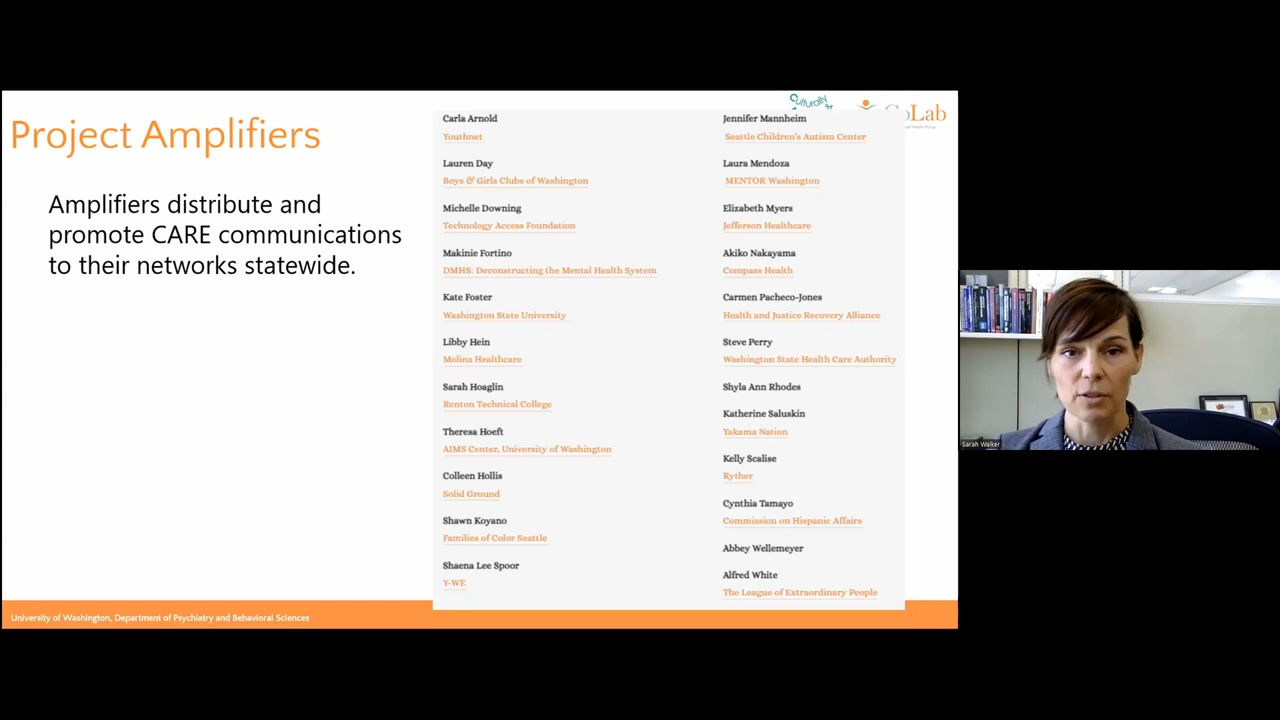 Project Amplifiers
Amplifiers distribute and
promote CARE communications
to their networks statewide.
Culturally
CoLab
Carla Arnold
Youthnet
Lauren Day
Boys & Girls Clubs of Washington
Michelle Downing
Technology Access Foundation
Makinie Fortino
DMHS: Deconstructing the Mental Health System
Kate Foster
Washington State University
Libby Hein
Molina Healthcare
Sarah Hoaglin
Renton Technical College
Theresa Hoeft
AIMS Center, University of Washington
Colleen Hollis
Solid Ground
Shawn Koyano
Families of Color Seattle
Shaena Lee Spoor
Y-WE
Jennifer Mannheim
Seattle Children's Autism Center
Laura Mendoza
MENTOR Washington
Elizabeth Myers
Jefferson Healthcare
Akiko Nakayama
Compass Health
Carmen Pacheco-Jones
Health and Justice Recovery Alliance
Steve Perry
Washington State Health Care Authority
Shyla Ann Rhodes
Katherine Saluskin
Yakama Nation
Kelly Scalise
Ryther
Cynthia Tamayo
Commission on Hispanic Affairs
Abbey Wellemeyer
Alfred White
The League of Extraordinary People
University of Washington, Department of Psychiatry and Behavioral Sciences
Sarah Walker